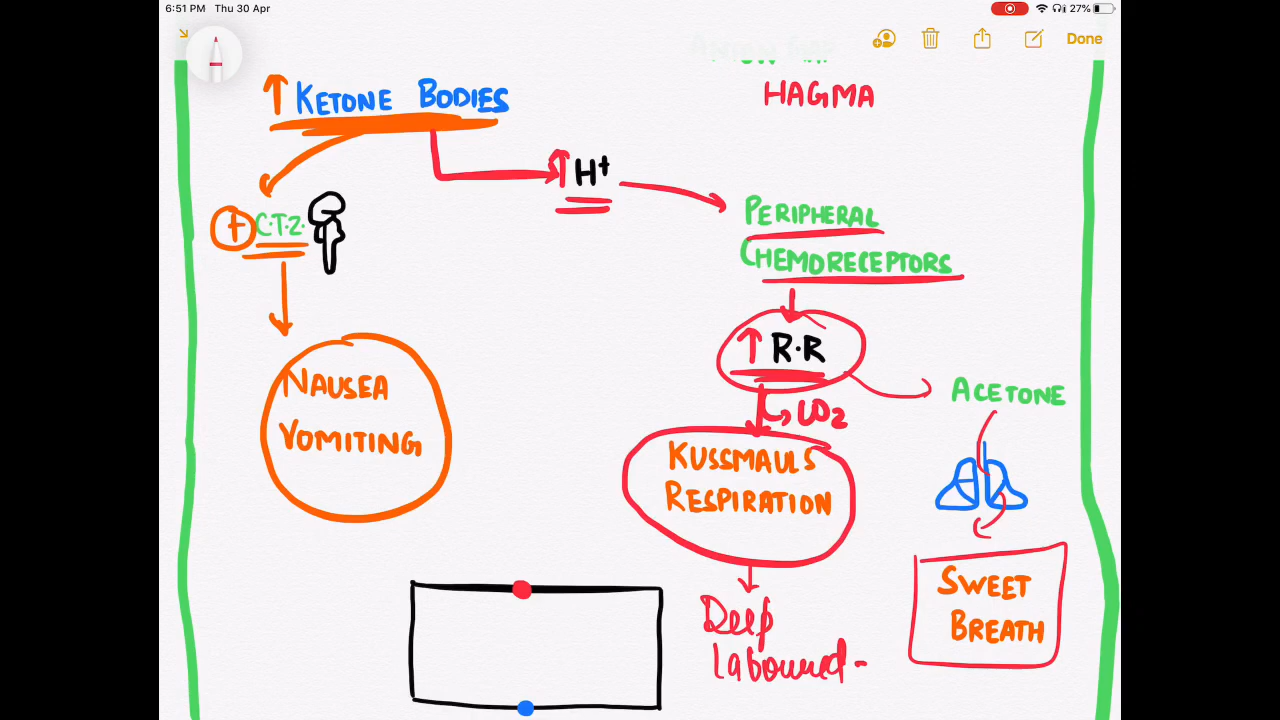 6:51 PM Thu 30 Apr
27%
Done
HAGMA
↑ KETONE BODIES
↑ H+
PERIPHERAL
CHEMORECEPTORS
+ C.T.Z.
↑ R.R
CO2
ACETONE
NAUSEA
VOMITING
KUSSMAULS
RESPIRATION
SWEET
BREATH
Deep
laboured-